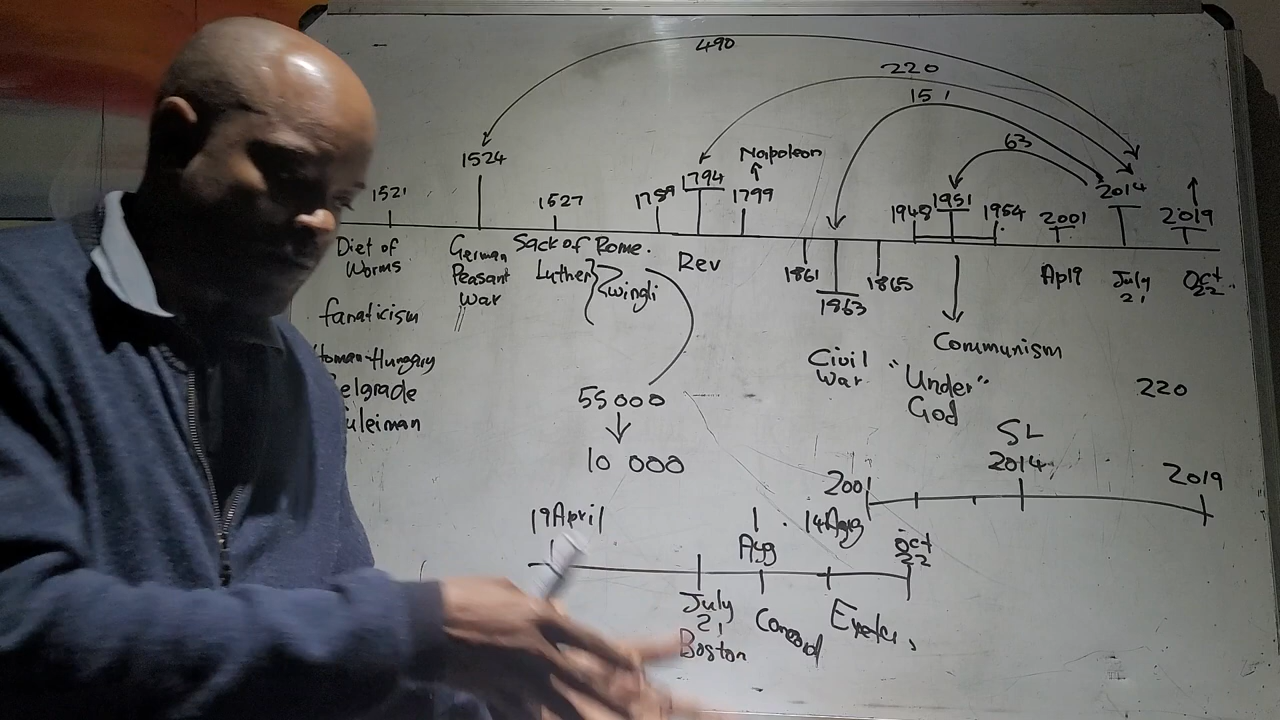 490
220
151
63
Napoleon
1524
1794
1521
1527
1789
1799
1948
1951
1954
2001
2014
2019
Diet of
Worms
German
Peasant
War
Sack of Rome.
Luther
Zwingli
Rev
1861
1863
1865
Ap19
July
21
Oct
22
fanaticism
Communism
Civil
War
"Under"
God
220
Hungary
55000
10 000
SL
2001
2014
2019
19April
1
Aug
14Aug
Oct
22
July
21
Boston
Concord
Exeter